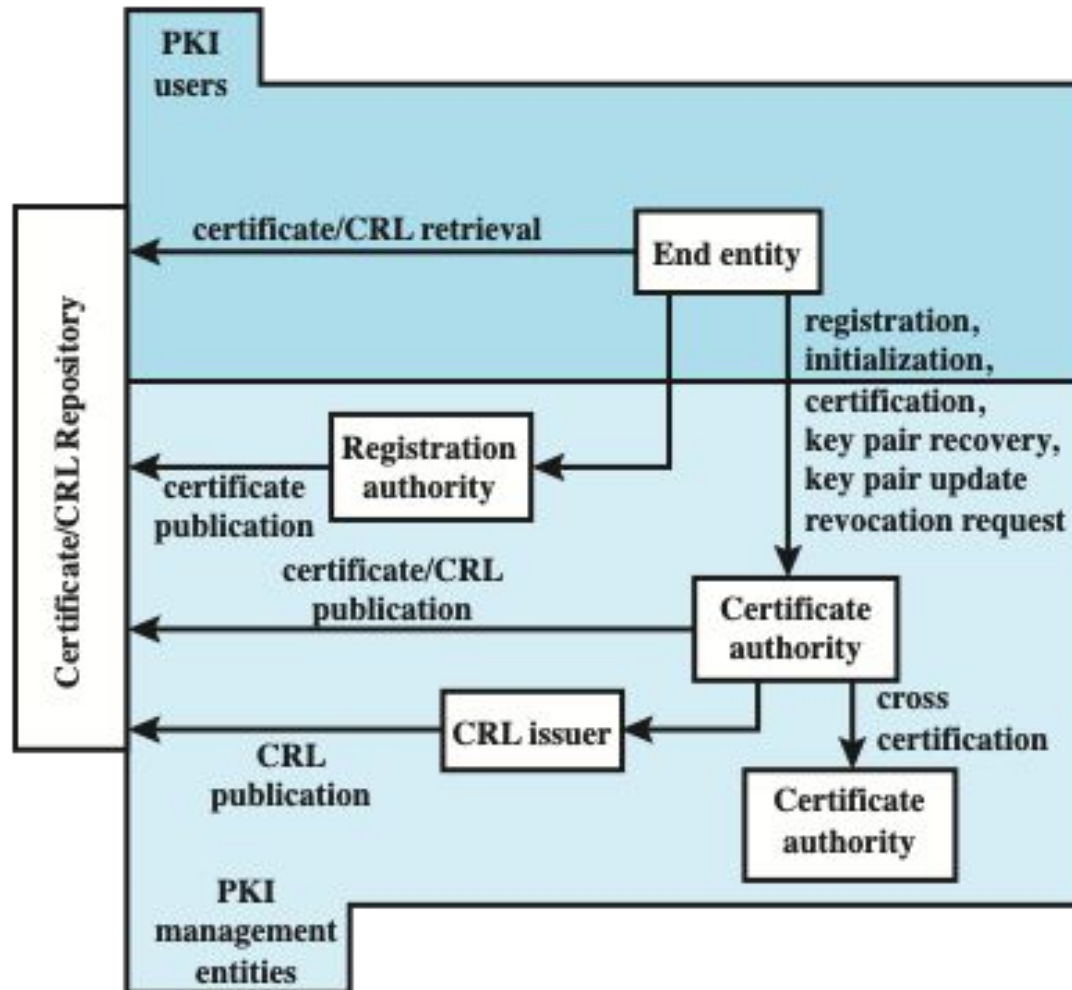 PKI
users
certificate/CRL retrieval
End entity
Certificate/CRL Repository
registration,
initialization,
certification,
key pair recovery,
key pair update
revocation request
Registration
authority
certificate
publication
certificate/CRL
publication
Certificate
authority
CRL issuer
cross
certification
CRL
publication
Certificate
authority
PKI
management
entities